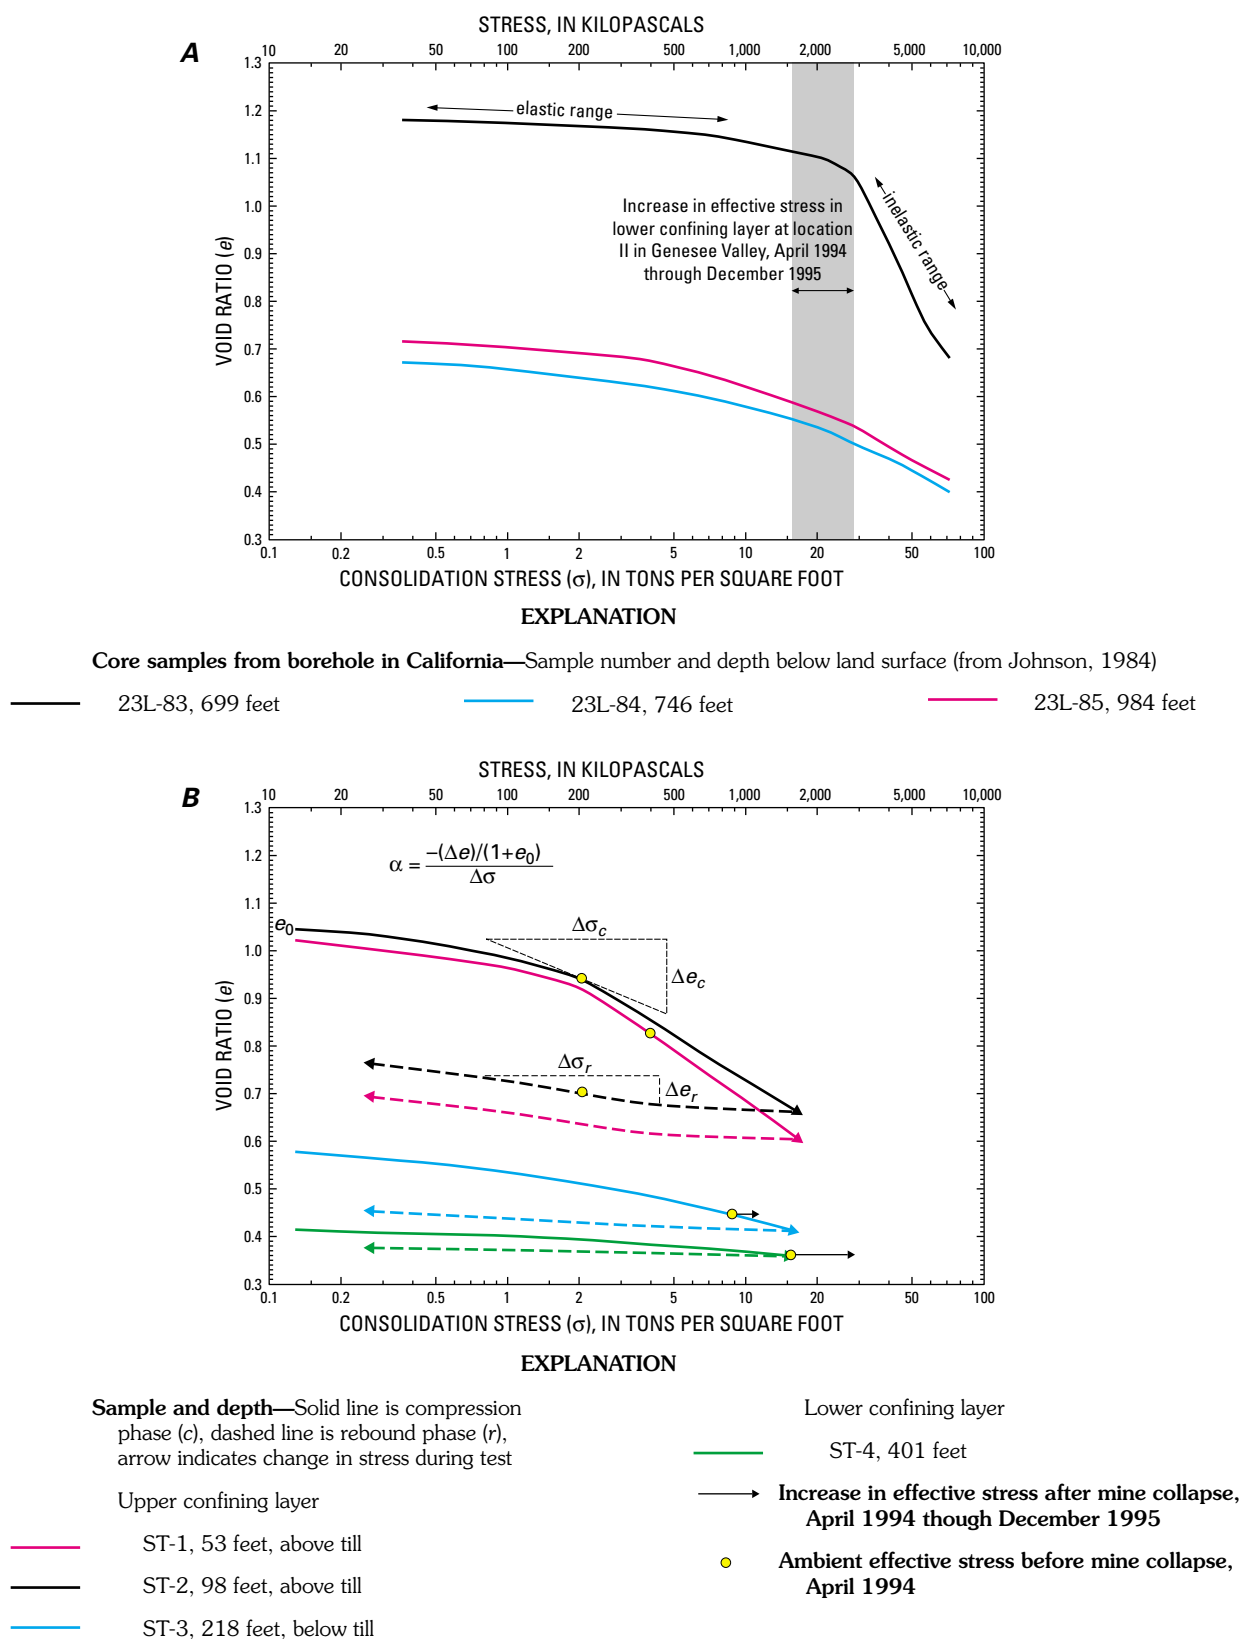 A
STRESS, IN KILOPASCALS
10 20 50 100 200 500 1,000 2,000 5,000 10,000
1.3
1.2
1.1
1.0
0.9
0.8
0.7
0.6
0.5
0.4
0.3
VOID RATIO (e)
elastic range
inelastic range
Increase in effective stress in
lower confining layer at location
II in Genesee Valley, April 1994
through December 1995
0.1 0.2 0.5 1 2 5 10 20 50 100
CONSOLIDATION STRESS (σ), IN TONS PER SQUARE FOOT
EXPLANATION
Core samples from borehole in California—Sample number and depth below land surface (from Johnson, 1984)
23L-83, 699 feet 23L-84, 746 feet 23L-85, 984 feet
B
STRESS, IN KILOPASCALS
10 20 50 100 200 500 1,000 2,000 5,000 10,000
1.3
1.2
1.1
1.0
0.9
0.8
0.7
0.6
0.5
0.4
0.3
VOID RATIO (e)
α = -(Δe)/(1+e₀)
Δσ
e₀
Δσc
Δec
Δσr
Δer
0.1 0.2 0.5 1 2 5 10 20 50 100
CONSOLIDATION STRESS (σ), IN TONS PER SQUARE FOOT
EXPLANATION
Sample and depth—Solid line is compression
phase (c), dashed line is rebound phase (r),
arrow indicates change in stress during test
Upper confining layer
ST-1, 53 feet, above till
ST-2, 98 feet, above till
ST-3, 218 feet, below till
Lower confining layer
ST-4, 401 feet
Increase in effective stress after mine collapse,
April 1994 though December 1995
Ambient effective stress before mine collapse,
April 1994